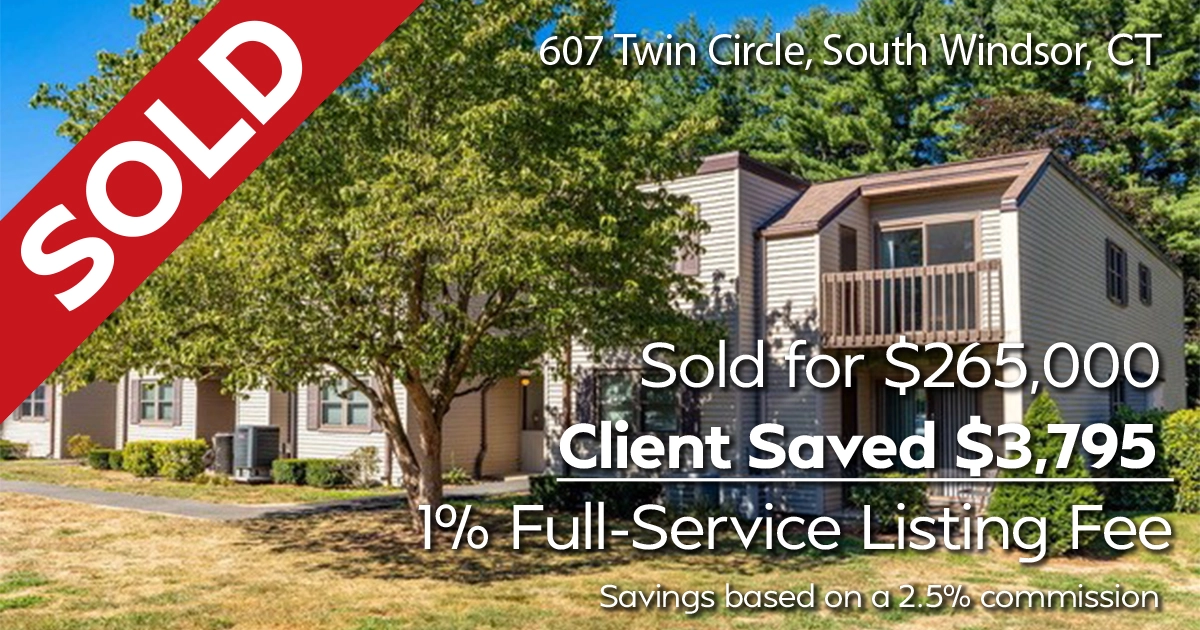 SOLD
607 Twin Circle, South Windsor, CT
Sold for $265,000
Client Saved $3,795
1% Full-Service Listing Fee
Savings based on a 2.5% commission